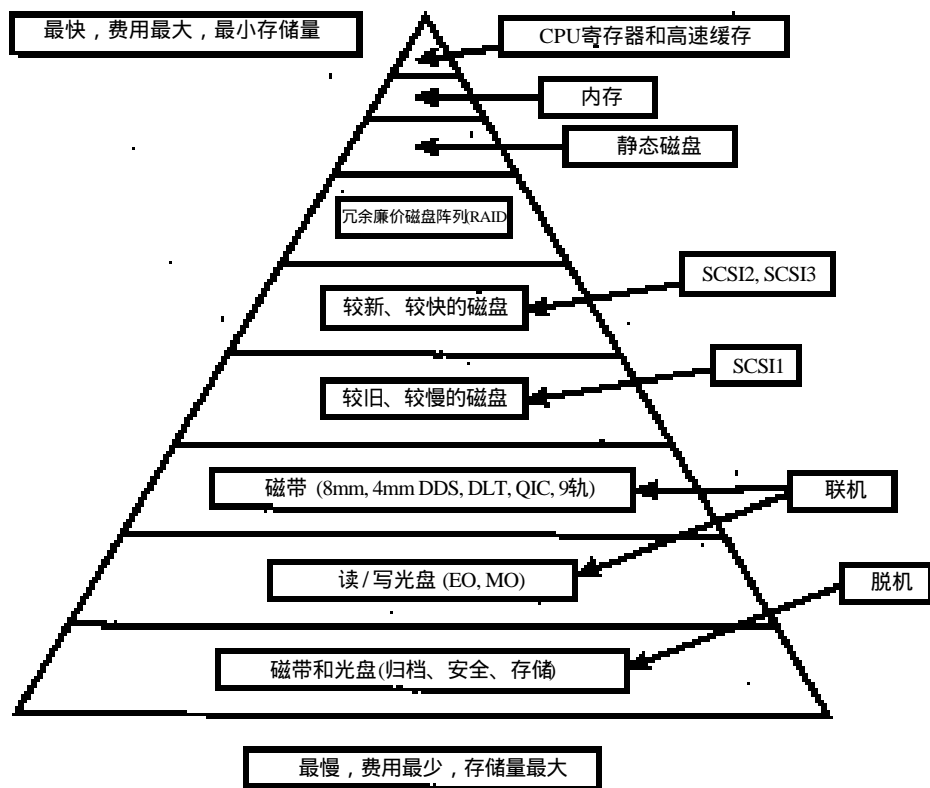 最快，费用最大，最小存储量
CPU寄存器和高速缓存
内存
静态磁盘
冗余廉价磁盘阵列(RAID
SCSI2, SCSI3
较新、较快的磁盘
SCSI1
较旧、较慢的磁盘
磁带 (8mm, 4mm DDS, DLT, QIC, 9轨)
联机
读/写光盘 (EO, MO)
脱机
磁带和光盘(归档、安全、存储)
最慢，费用最少，存储量最大